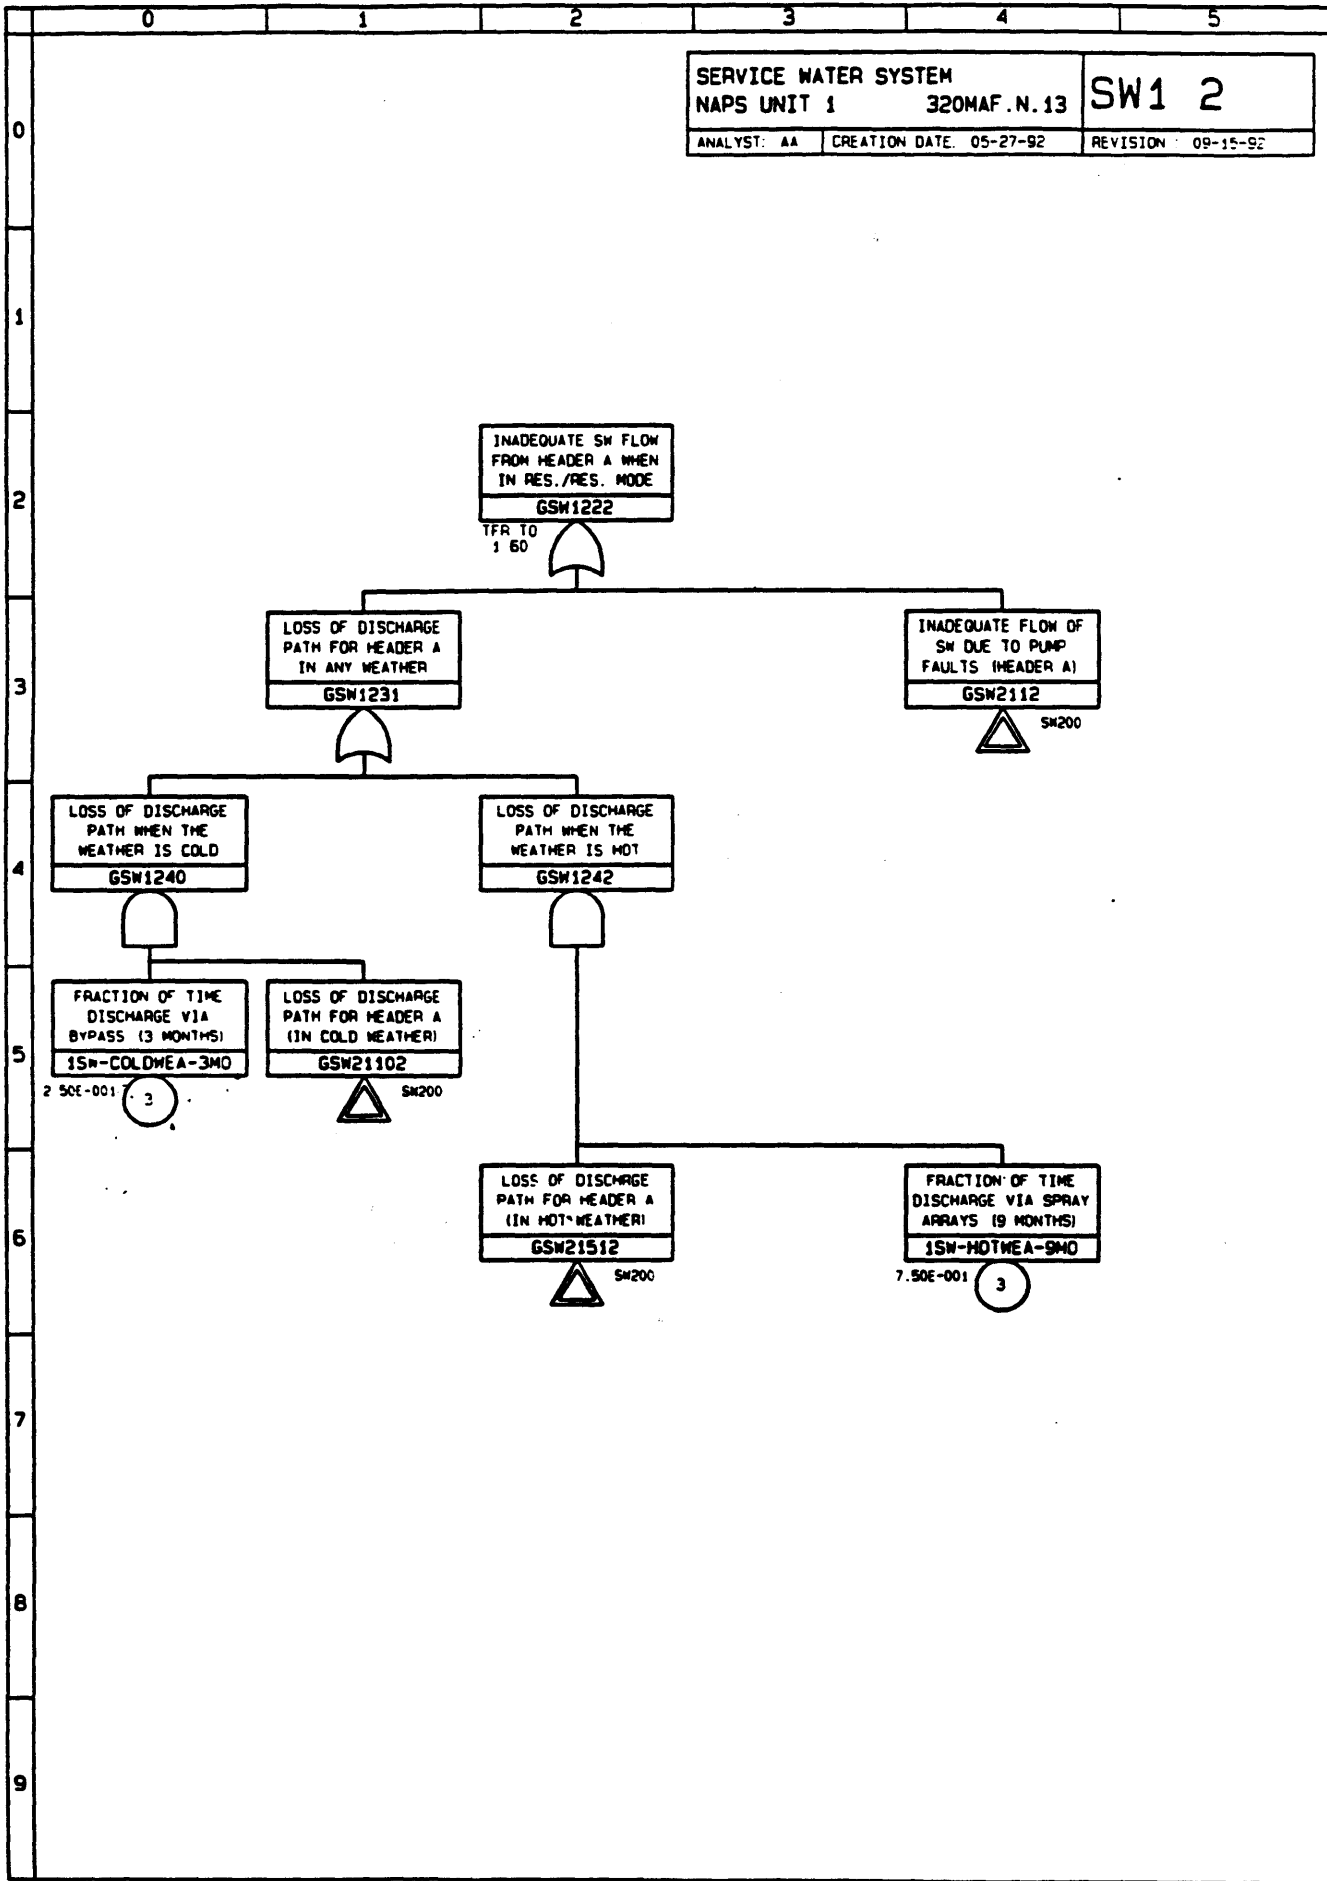 0 1 2 3 4 5
SERVICE WATER SYSTEM
NAPS UNIT 1 320MAF.N.13
SW1 2
ANALYST: AA CREATION DATE. 05-27-92 REVISION : 09-15-92
0
1
2
3
4
5
6
7
8
9
INADEQUATE SW FLOW
FROM HEADER A WHEN
IN RES./RES. MODE
GSW1222
TFR TO
1 60
LOSS OF DISCHARGE
PATH FOR HEADER A
IN ANY WEATHER
GSW1231
INADEQUATE FLOW OF
SW DUE TO PUMP
FAULTS (HEADER A)
GSW2112
SW200
LOSS OF DISCHARGE
PATH WHEN THE
WEATHER IS COLD
GSW1240
LOSS OF DISCHARGE
PATH WHEN THE
WEATHER IS HOT
GSW1242
FRACTION OF TIME
DISCHARGE VIA
BYPASS (3 MONTHS)
1SW-COLDWEA-3MO
2 50E-001
3
LOSS OF DISCHARGE
PATH FOR HEADER A
(IN COLD WEATHER)
GSW21102
SW200
LOSS OF DISCHRGE
PATH FOR HEADER A
(IN HOT WEATHER)
GSW21512
SW200
FRACTION OF TIME
DISCHARGE VIA SPRAY
ARRAYS (9 MONTHS)
1SW-HOTWEA-9MO
7.50E-001
3